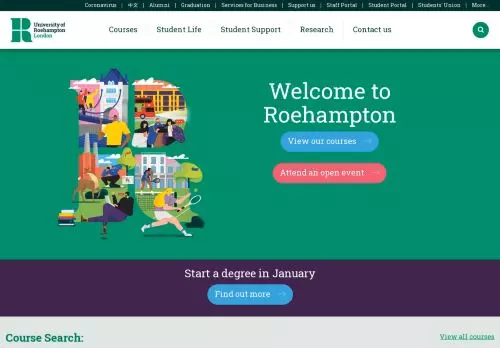 Coronavirus | 中文 | Alumni | Graduation | Services for Business | Support us | Staff Portal | Student Portal | Students' Union | More
University of
Roehampton
London
Courses Student Life Student Support Research Contact us
Welcome to
Roehampton
View our courses
Attend an open event
Start a degree in January
Find out more
Course Search:
View all courses